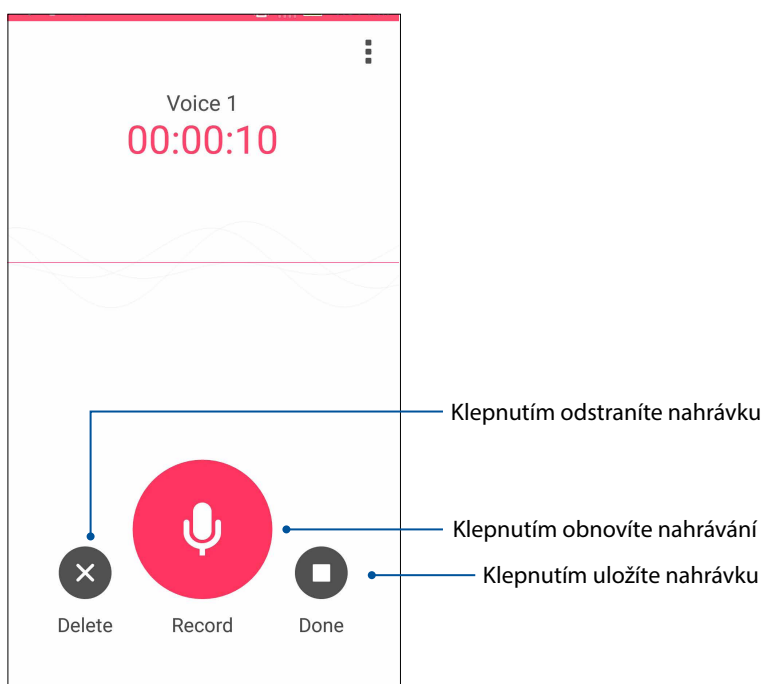 Voice 1
00:00:10
Klepnutím odstraníte nahrávku
Klepnutím obnovíte nahrávání
Klepnutím uložíte nahrávku
Delete Record Done